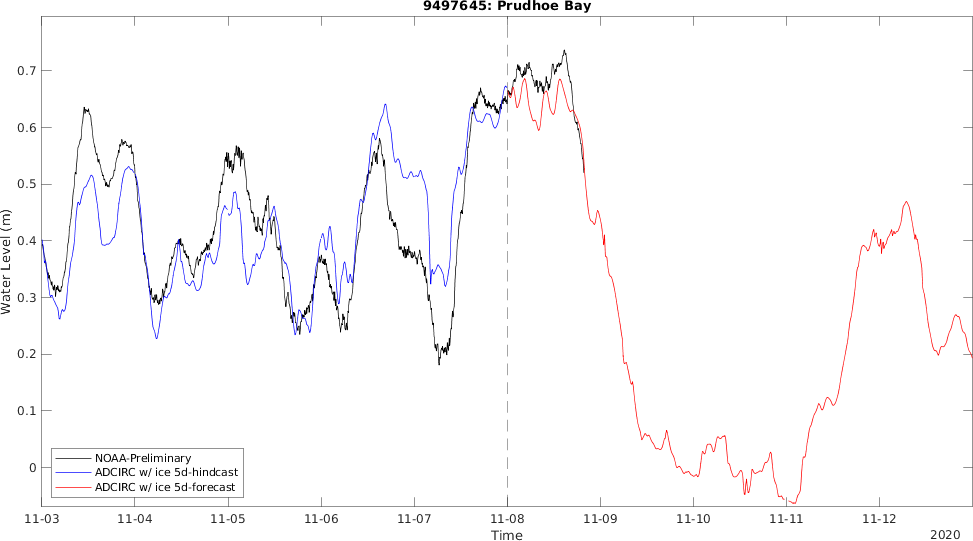 9497645: Prudhoe Bay
Water Level (m)
0.7
0.6
0.5
0.4
0.3
0.2
0.1
0
NOAA-Preliminary
ADCIRC w/ ice 5d-hindcast
ADCIRC w/ ice 5d-forecast
11-03 11-04 11-05 11-06 11-07 11-08 11-09 11-10 11-11 11-12
Time
2020